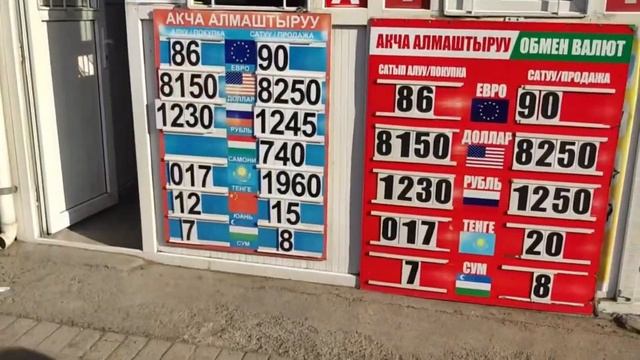 АКЧА АЛМАШТЫРУУ
АЛУУ/ПОКУПКА САТУУ/ПРОДАЖА
86 ЕВРО 90
8150 ДОЛЛАР 8250
1230 РУБЛЬ 1245
САМОНИ 740
017 ТЕНГЕ 1960
12 ЮАНЬ 15
7 СУМ 8
АКЧА АЛМАШТЫРУУ ОБМЕН ВАЛЮТ
САТЫП АЛУУ/ПОКУПКА САТУУ/ПРОДАЖА
86 ЕВРО 90
8150 ДОЛЛАР 8250
1230 РУБЛЬ 1250
017 ТЕНГЕ 20
7 СУМ 8